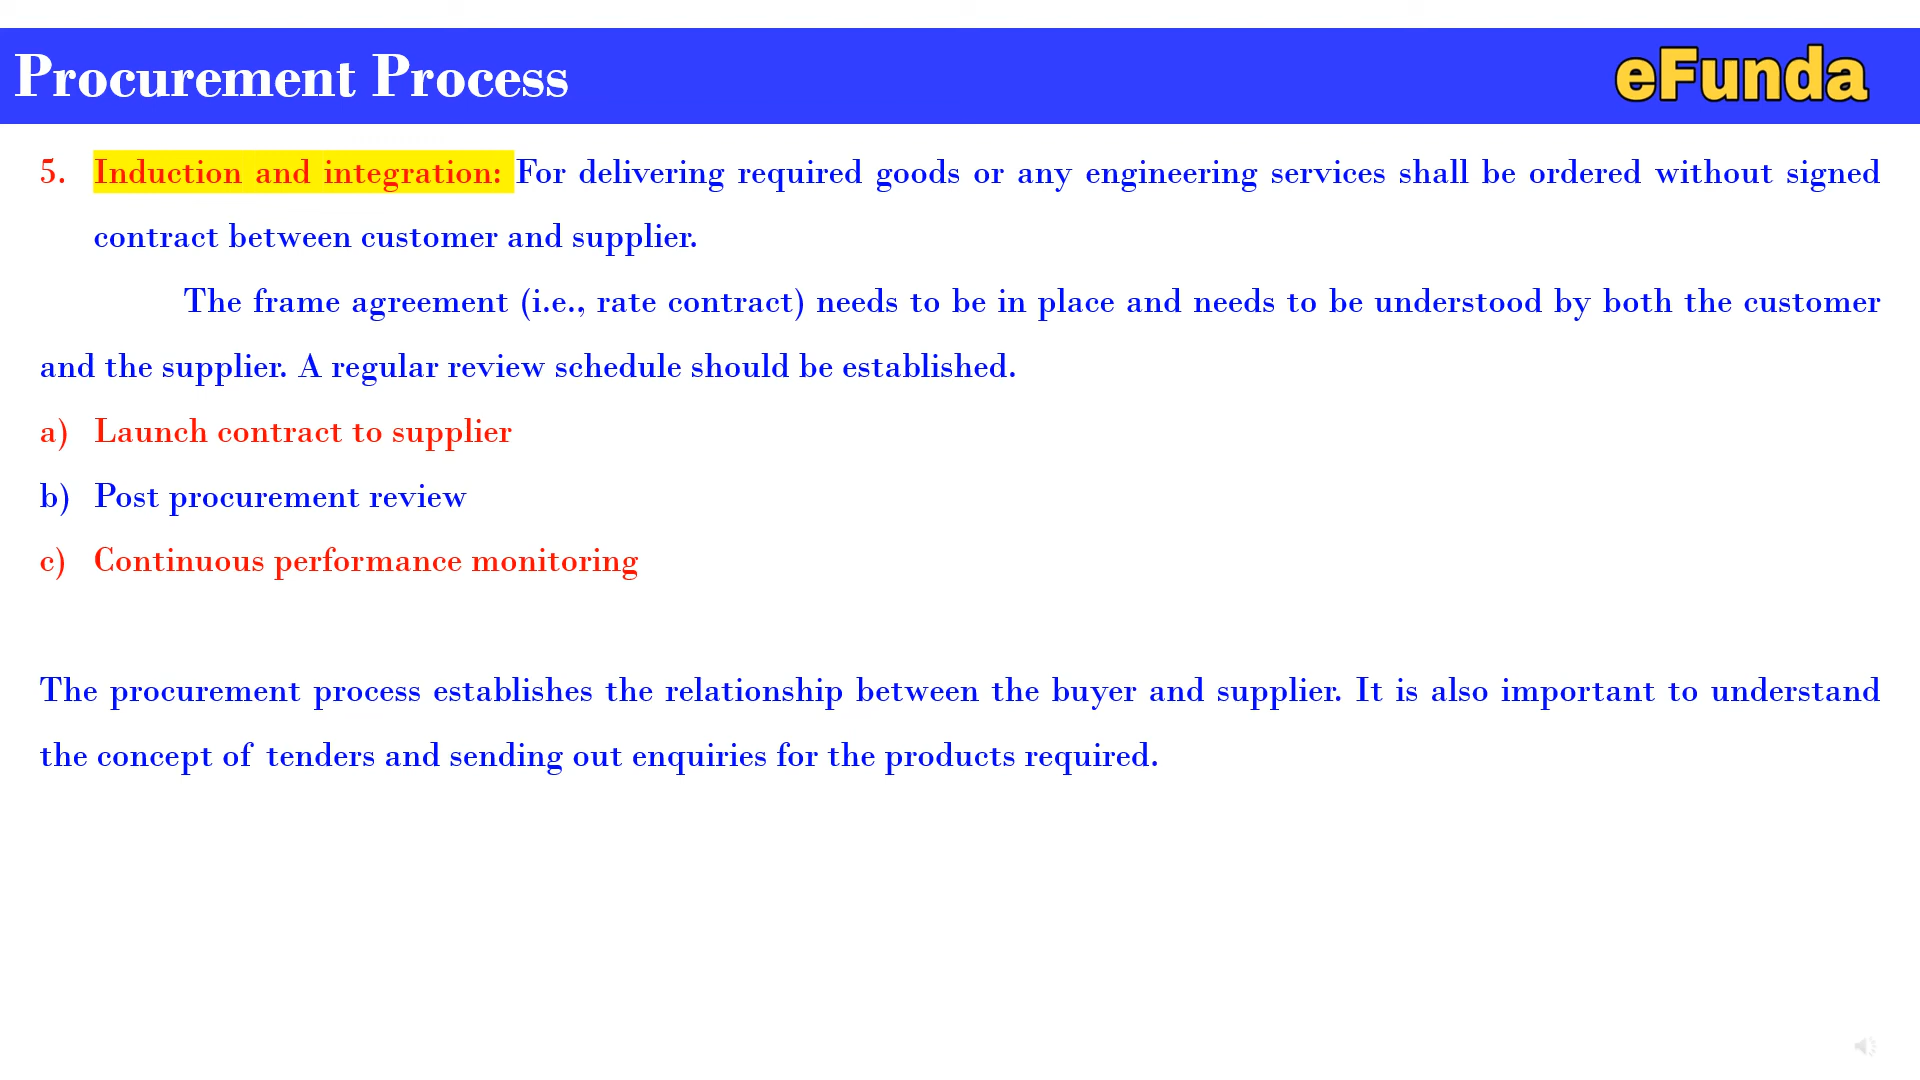 Procurement Process
eFunda
5. Induction and integration: For delivering required goods or any engineering services shall be ordered without signed
contract between customer and supplier.
The frame agreement (i.e., rate contract) needs to be in place and needs to be understood by both the customer
and the supplier. A regular review schedule should be established.
a) Launch contract to supplier
b) Post procurement review
c) Continuous performance monitoring
The procurement process establishes the relationship between the buyer and supplier. It is also important to understand
the concept of tenders and sending out enquiries for the products required.